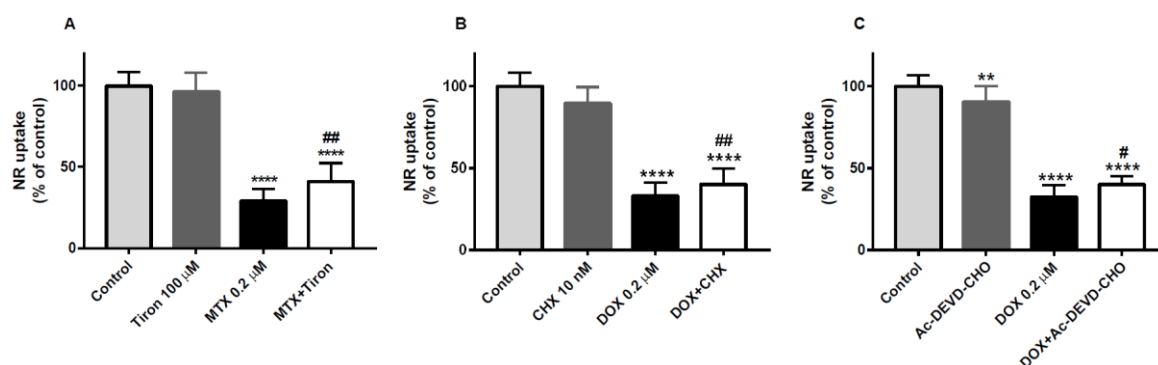 A
NR uptake
(% of control)
100
50
0
****
##
****
Control
Tiron 100 μM
MTX 0.2 μM
MTX+Tiron
B
NR uptake
(% of control)
100
50
0
****
##
****
Control
CHX 10 nM
DOX 0.2 μM
DOX+CHX
C
NR uptake
(% of control)
100
50
0
**
****
#
****
Control
Ac-DEVD-CHO
DOX 0.2 μM
DOX+Ac-DEVD-CHO